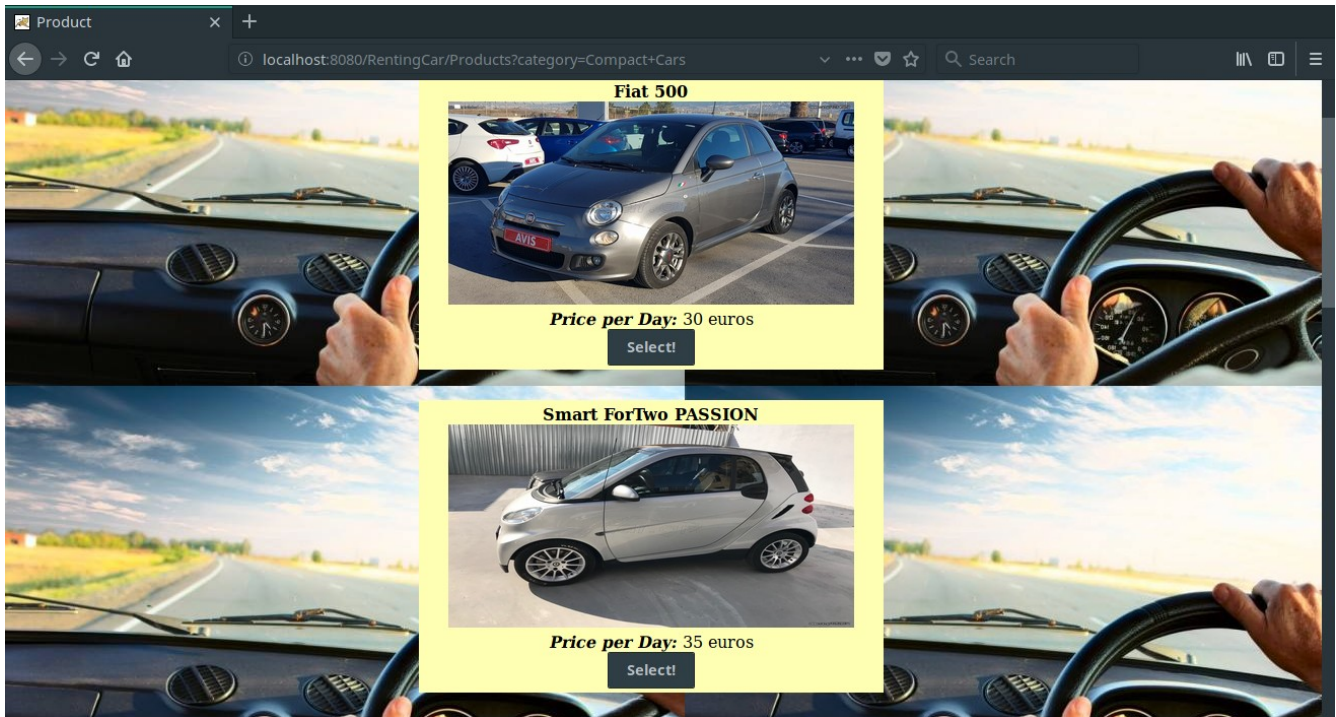 Product
localhost:8080/RentingCar/Products?category=Compact+Cars
Search
Fiat 500
AVIS
Price per Day: 30 euros
Select!
Smart ForTwo PASSION
Price per Day: 35 euros
Select!